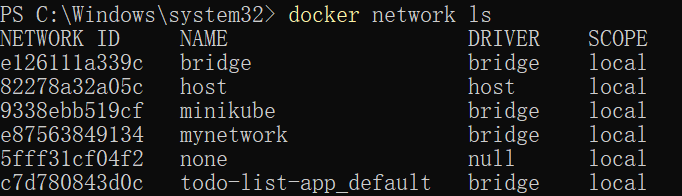 PS C:\Windows\system32> docker network ls
NETWORK ID     NAME                    DRIVER    SCOPE
e126111a339c   bridge                  bridge    local
82278a32a05c   host                    host      local
9338ebb519cf   minikube                bridge    local
e87563849134   mynetwork               bridge    local
5fff31cf04f2   none                    null      local
c7d780843d0c   todo-list-app_default   bridge    local